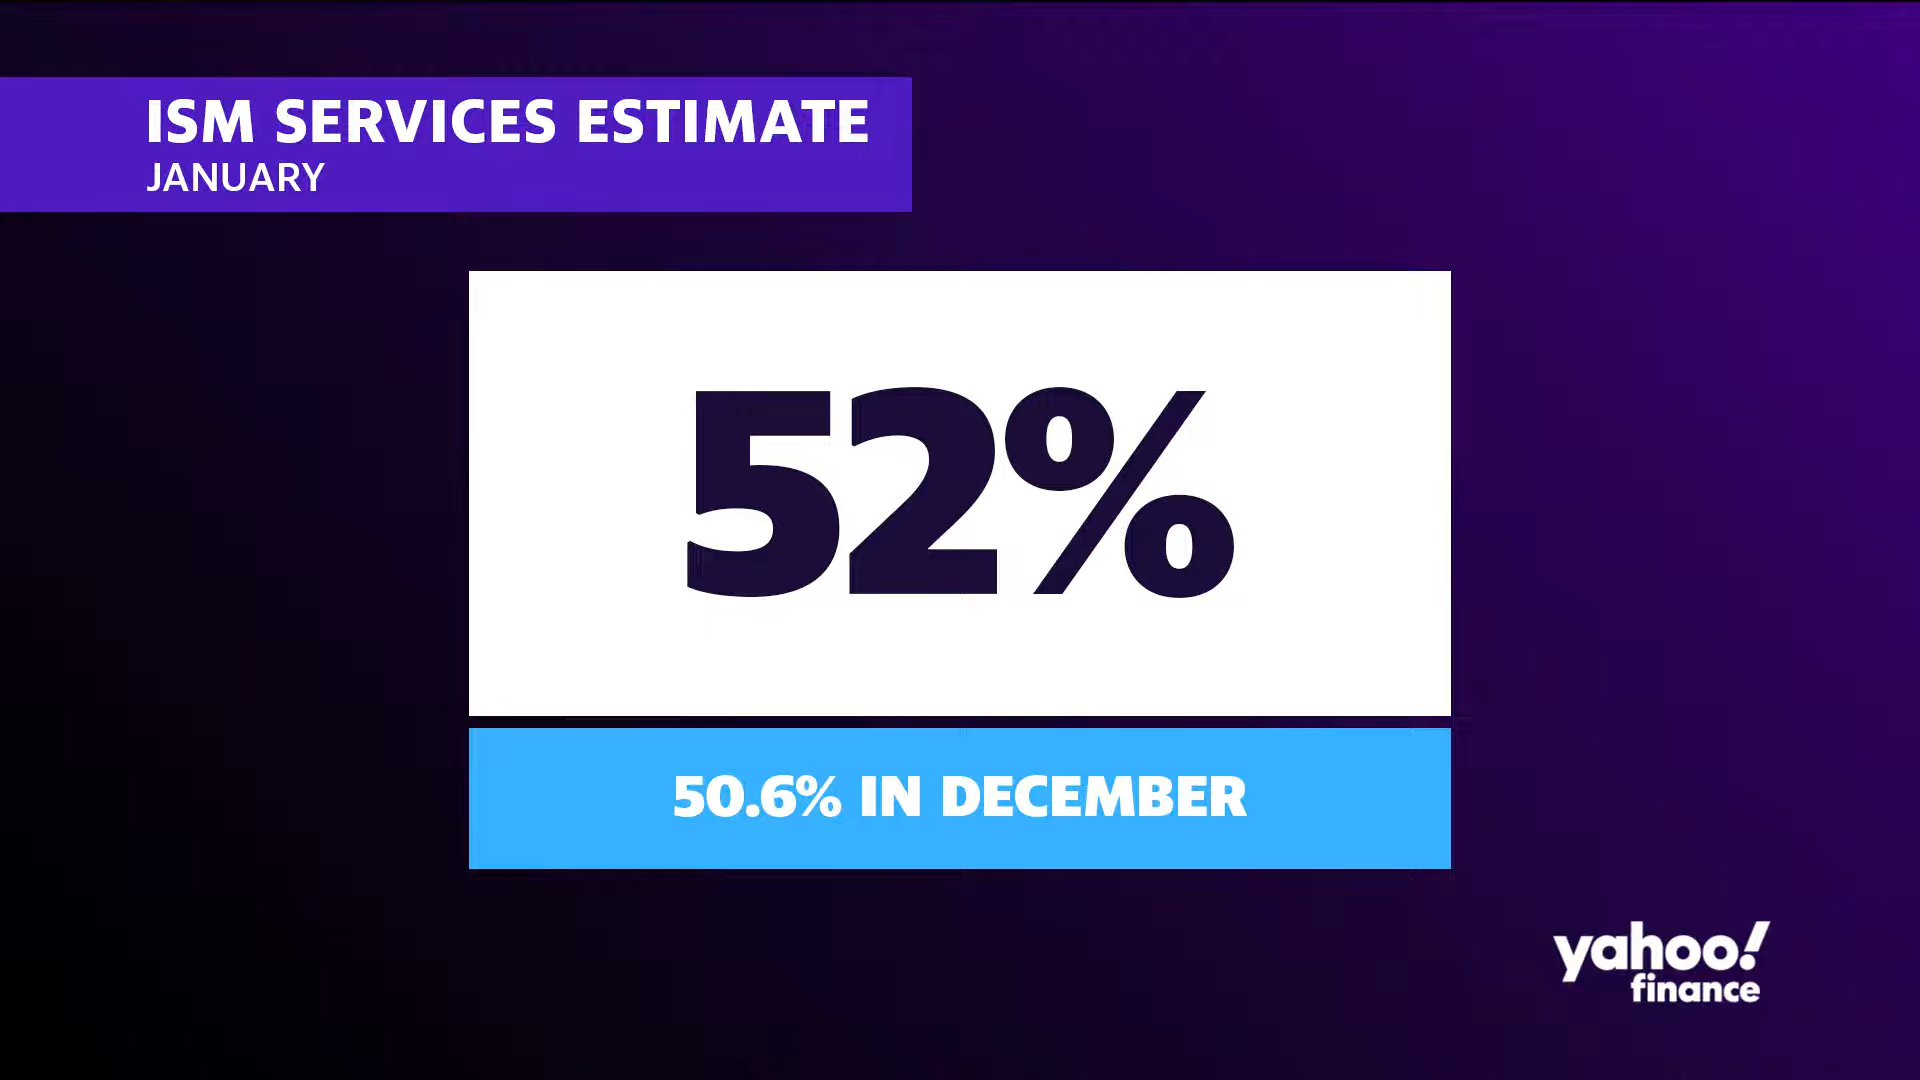 ISM SERVICES ESTIMATE
JANUARY
52%
50.6% IN DECEMBER
yahoo!
finance